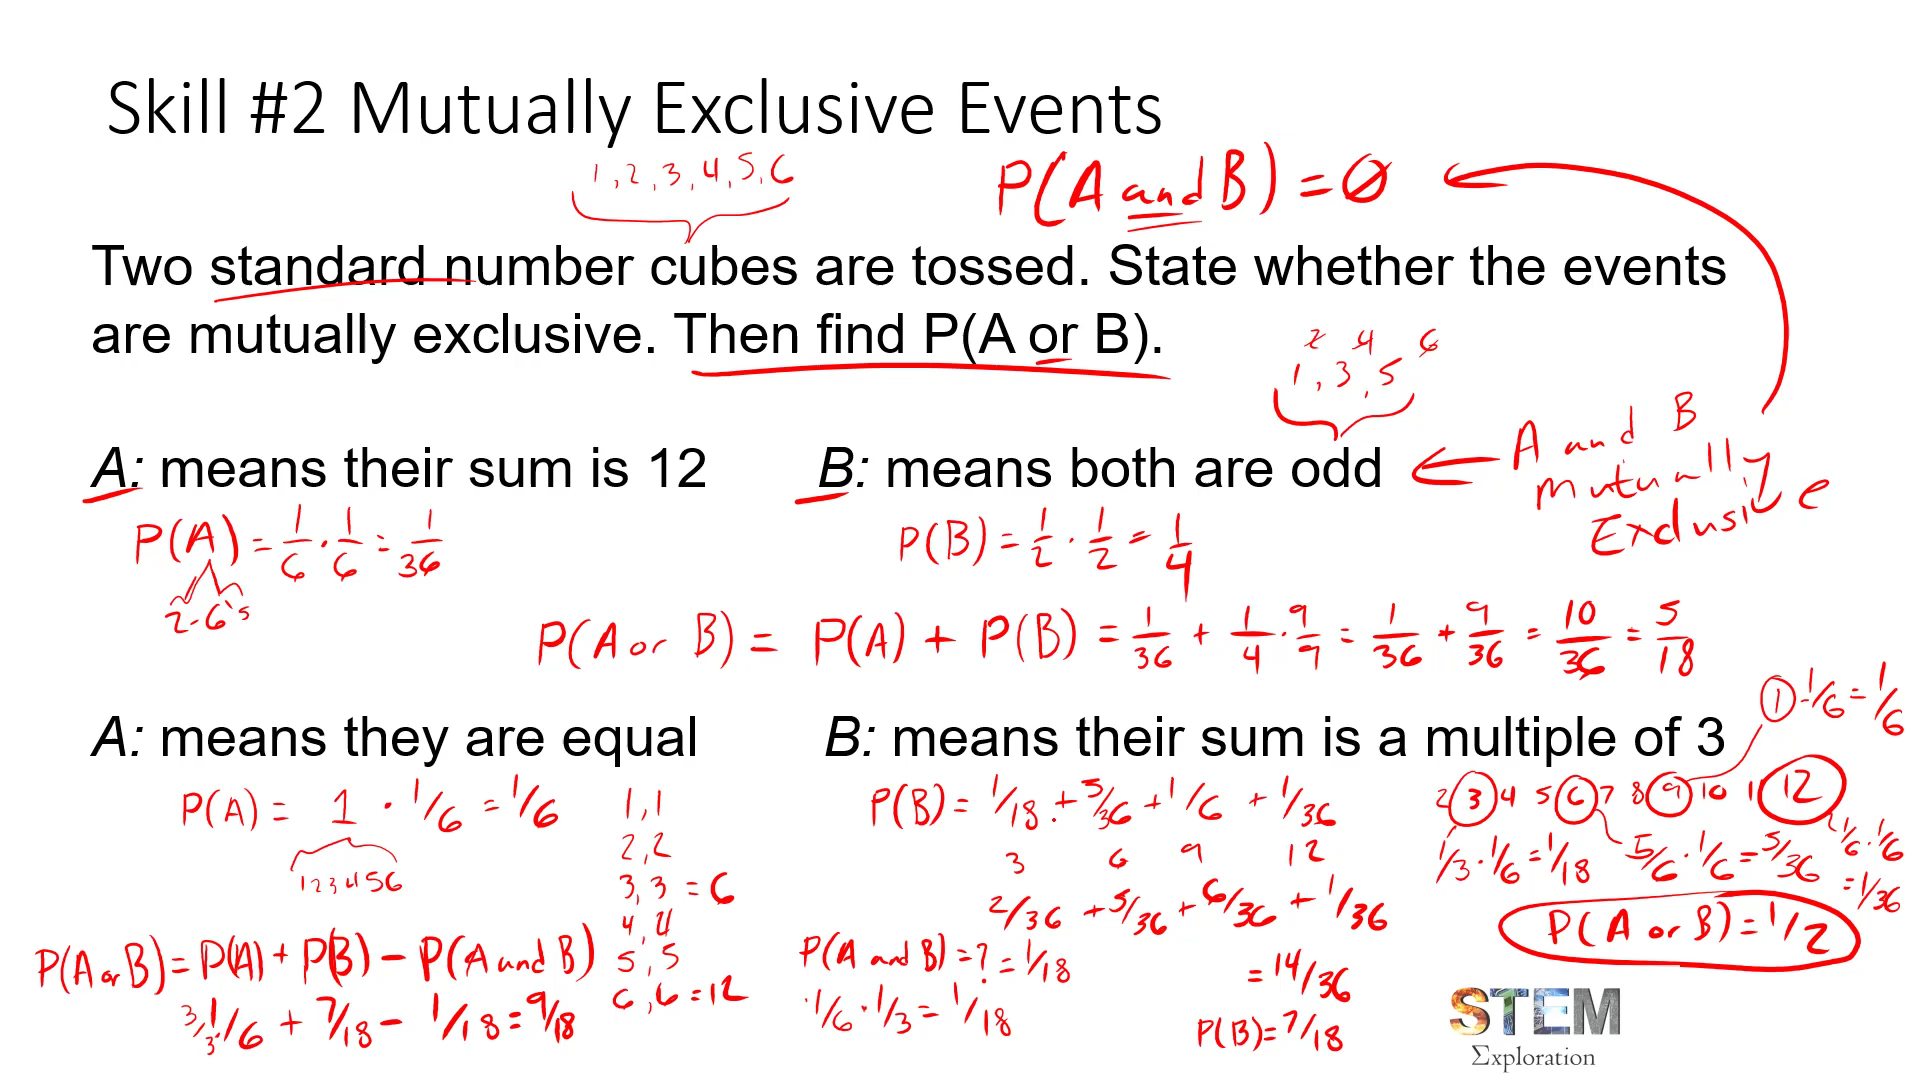 Skill #2 Mutually Exclusive Events
1, 2, 3, 4, 5, 6
P(A and B) = 0
Two standard number cubes are tossed. State whether the events
are mutually exclusive. Then find P(A or B).
2 4 6
1, 3, 5
A: means their sum is 12
B: means both are odd
A and B
Mutually
Exclusive
P(A) = 1/6 · 1/6 = 1/36
2-6's
P(B) = 1/2 · 1/2 = 1/4
P(A or B) = P(A) + P(B) = 1/36 + 1/4 · 9/9 = 1/36 + 9/36 = 10/36 = 5/18
A: means they are equal
B: means their sum is a multiple of 3
1 · 1/6 = 1/6
P(A) = 1 · 1/6 = 1/6
1 2 3 4 5 6
1, 1
2, 2
3, 3 = 6
4, 4
5, 5
6, 6 = 12
P(A or B) = P(A) + P(B) − P(A and B)
3/3 · 1/6 + 7/18 − 1/18 = 9/18
P(B) = 1/18 + 5/36 + 1/6 + 1/36
3 6 9 12
2/36 + 5/36 + 6/36 + 1/36
= 14/36
P(B) = 7/18
P(A and B) = ? = 1/18
1/6 · 1/3 = 1/18
2 3 4 5 6 7 8 9 10 11 12
1/3 · 1/6 = 1/18
5/6 · 1/6 = 5/36
1/6 · 1/6
= 1/36
P(A or B) = 1/2
STEM
Σxploration